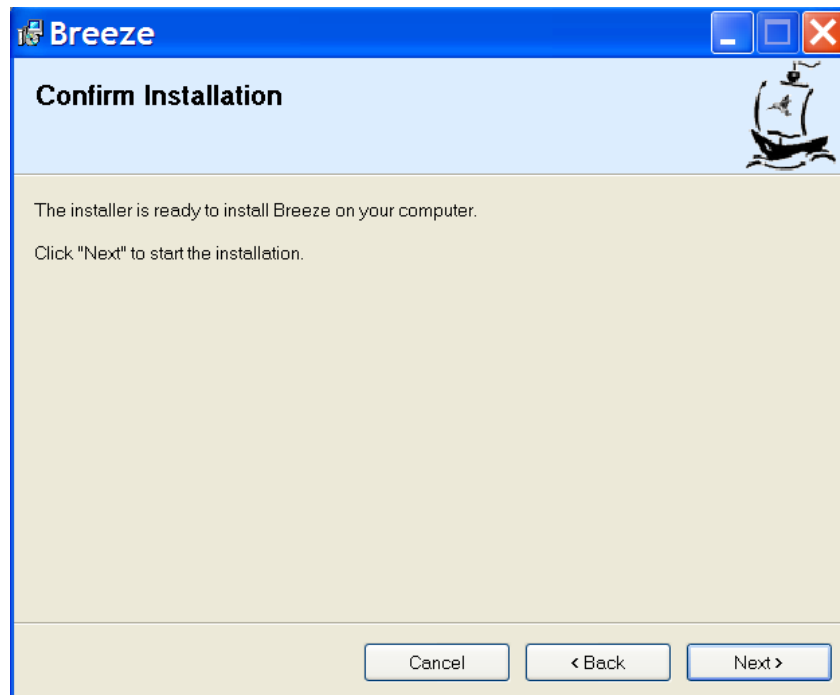 Breeze
Confirm Installation
The installer is ready to install Breeze on your computer.
Click "Next" to start the installation.
Cancel
< Back
Next >